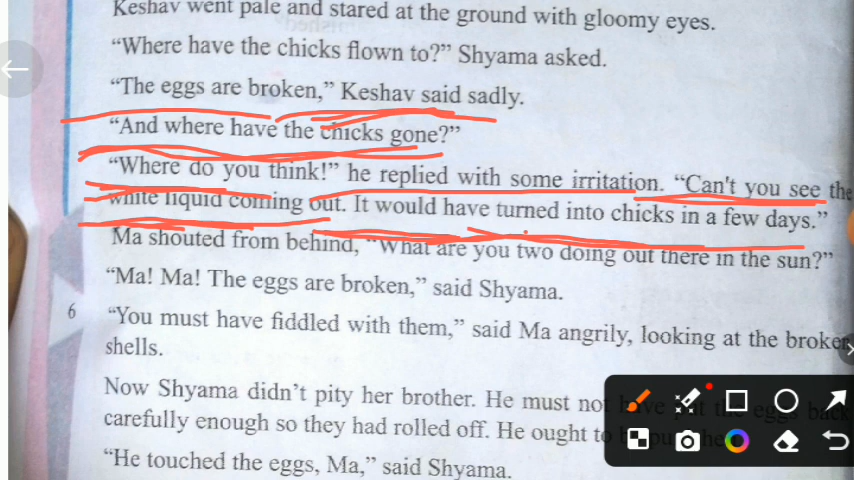 Keshav went pale and stared at the ground with gloomy eyes.
“Where have the chicks flown to?” Shyama asked.
“The eggs are broken,” Keshav said sadly.
“And where have the chicks gone?”
“Where do you think!” he replied with some irritation. “Can't you see the
white liquid coming out. It would have turned into chicks in a few days.”
Ma shouted from behind, “What are you two doing out there in the sun?”
“Ma! Ma! The eggs are broken,” said Shyama.
6
“You must have fiddled with them,” said Ma angrily, looking at the broken
shells.
Now Shyama didn’t pity her brother. He must not have put the eggs back
carefully enough so they had rolled off. He ought to
“He touched the eggs, Ma,” said Shyama.